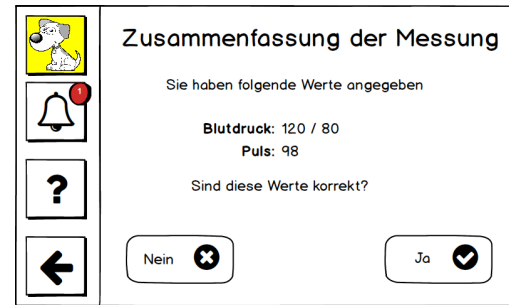 Zusammenfassung der Messung
1
Sie haben folgende Werte angegeben
Blutdruck: 120 / 80
Puls: 98
?
Sind diese Werte korrekt?
Nein
Ja